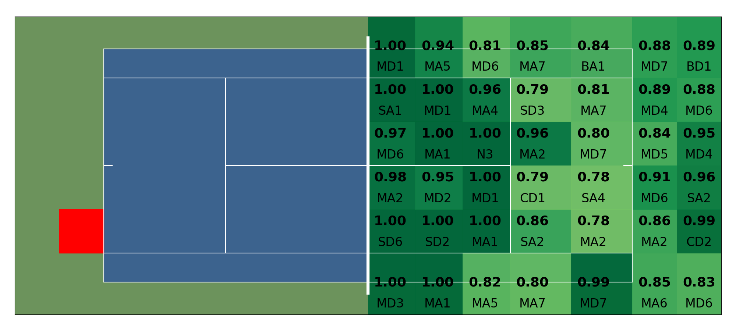 1.00 0.94 0.81 0.85 0.84 0.88 0.89
MD1 MA5 MD6 MA7 BA1 MD7 BD1
1.00 1.00 0.96 0.79 0.81 0.89 0.88
SA1 MD1 MA4 SD3 MA7 MD4 MD6
0.97 1.00 1.00 0.96 0.80 0.84 0.95
MD6 MA1 N3 MA2 MD7 MD5 MD4
0.98 0.95 1.00 0.79 0.78 0.91 0.96
MA2 MD2 MD1 CD1 SA4 MD6 SA2
1.00 1.00 1.00 0.86 0.78 0.86 0.99
SD6 SD2 MA1 SA2 MA2 MA2 CD2
1.00 1.00 0.82 0.80 0.99 0.85 0.83
MD3 MA1 MA5 MA7 MD7 MA6 MD6